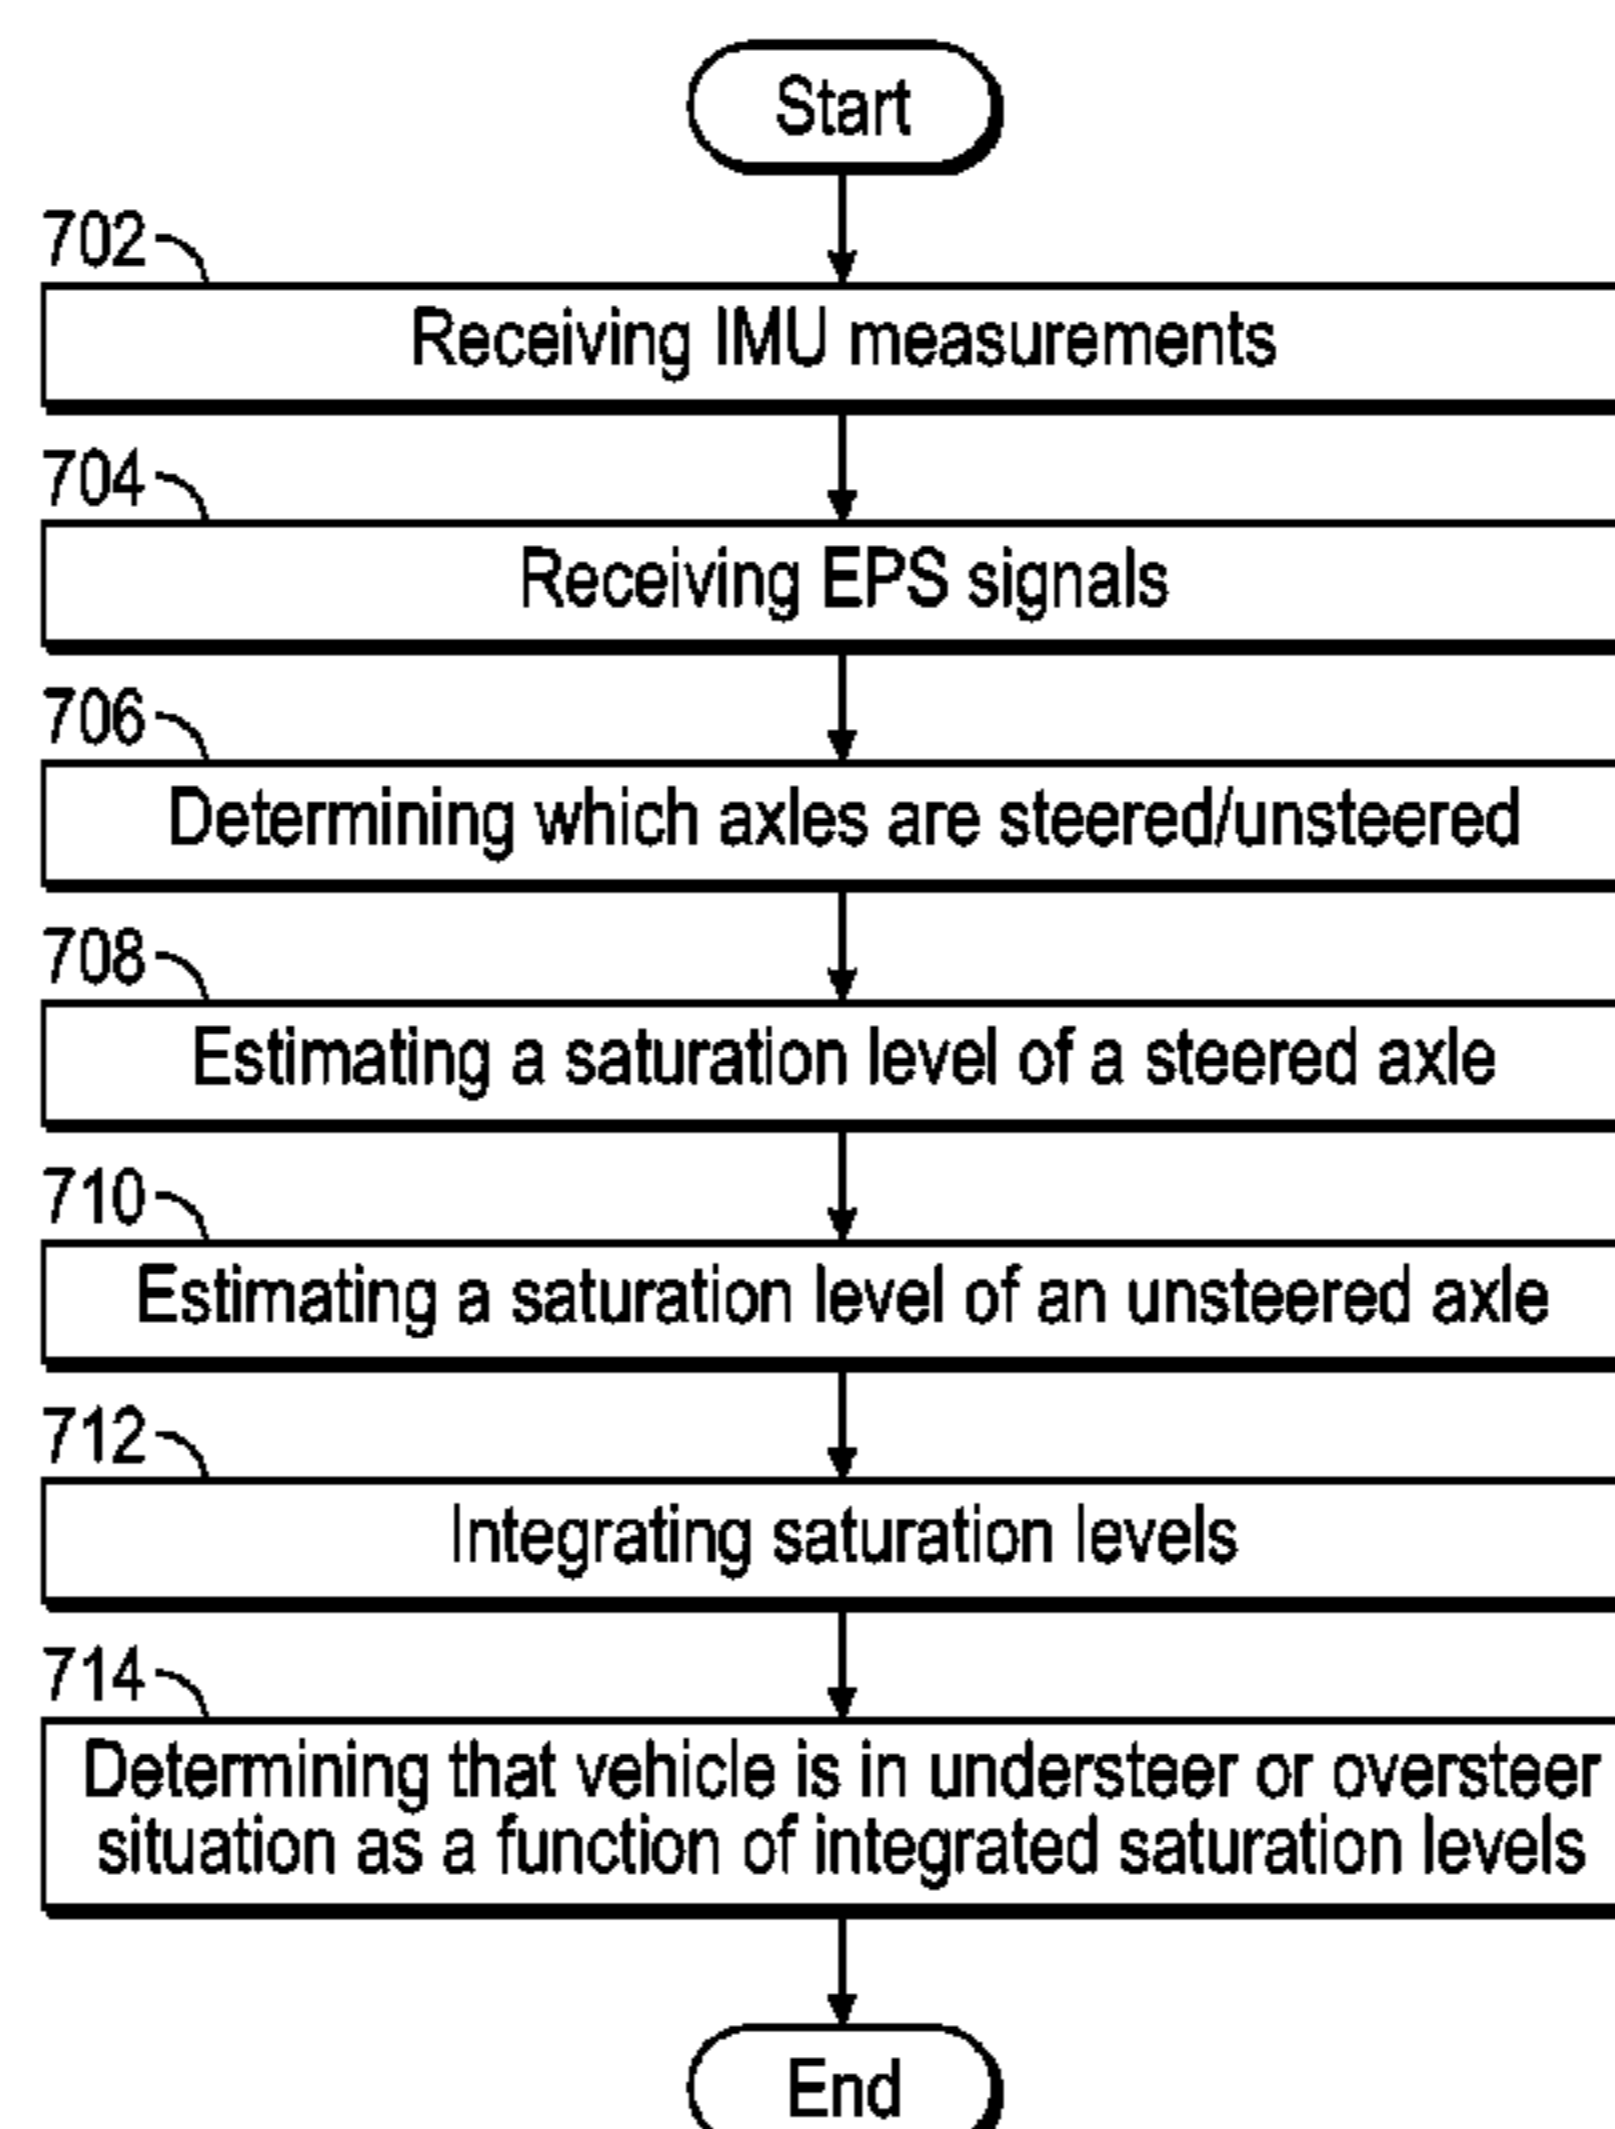 Start
702
Receiving IMU measurements
704
Receiving EPS signals
706
Determining which axles are steered/unsteered
708
Estimating a saturation level of a steered axle
710
Estimating a saturation level of an unsteered axle
712
Integrating saturation levels
714
Determining that vehicle is in understeer or oversteer
situation as a function of integrated saturation levels
End